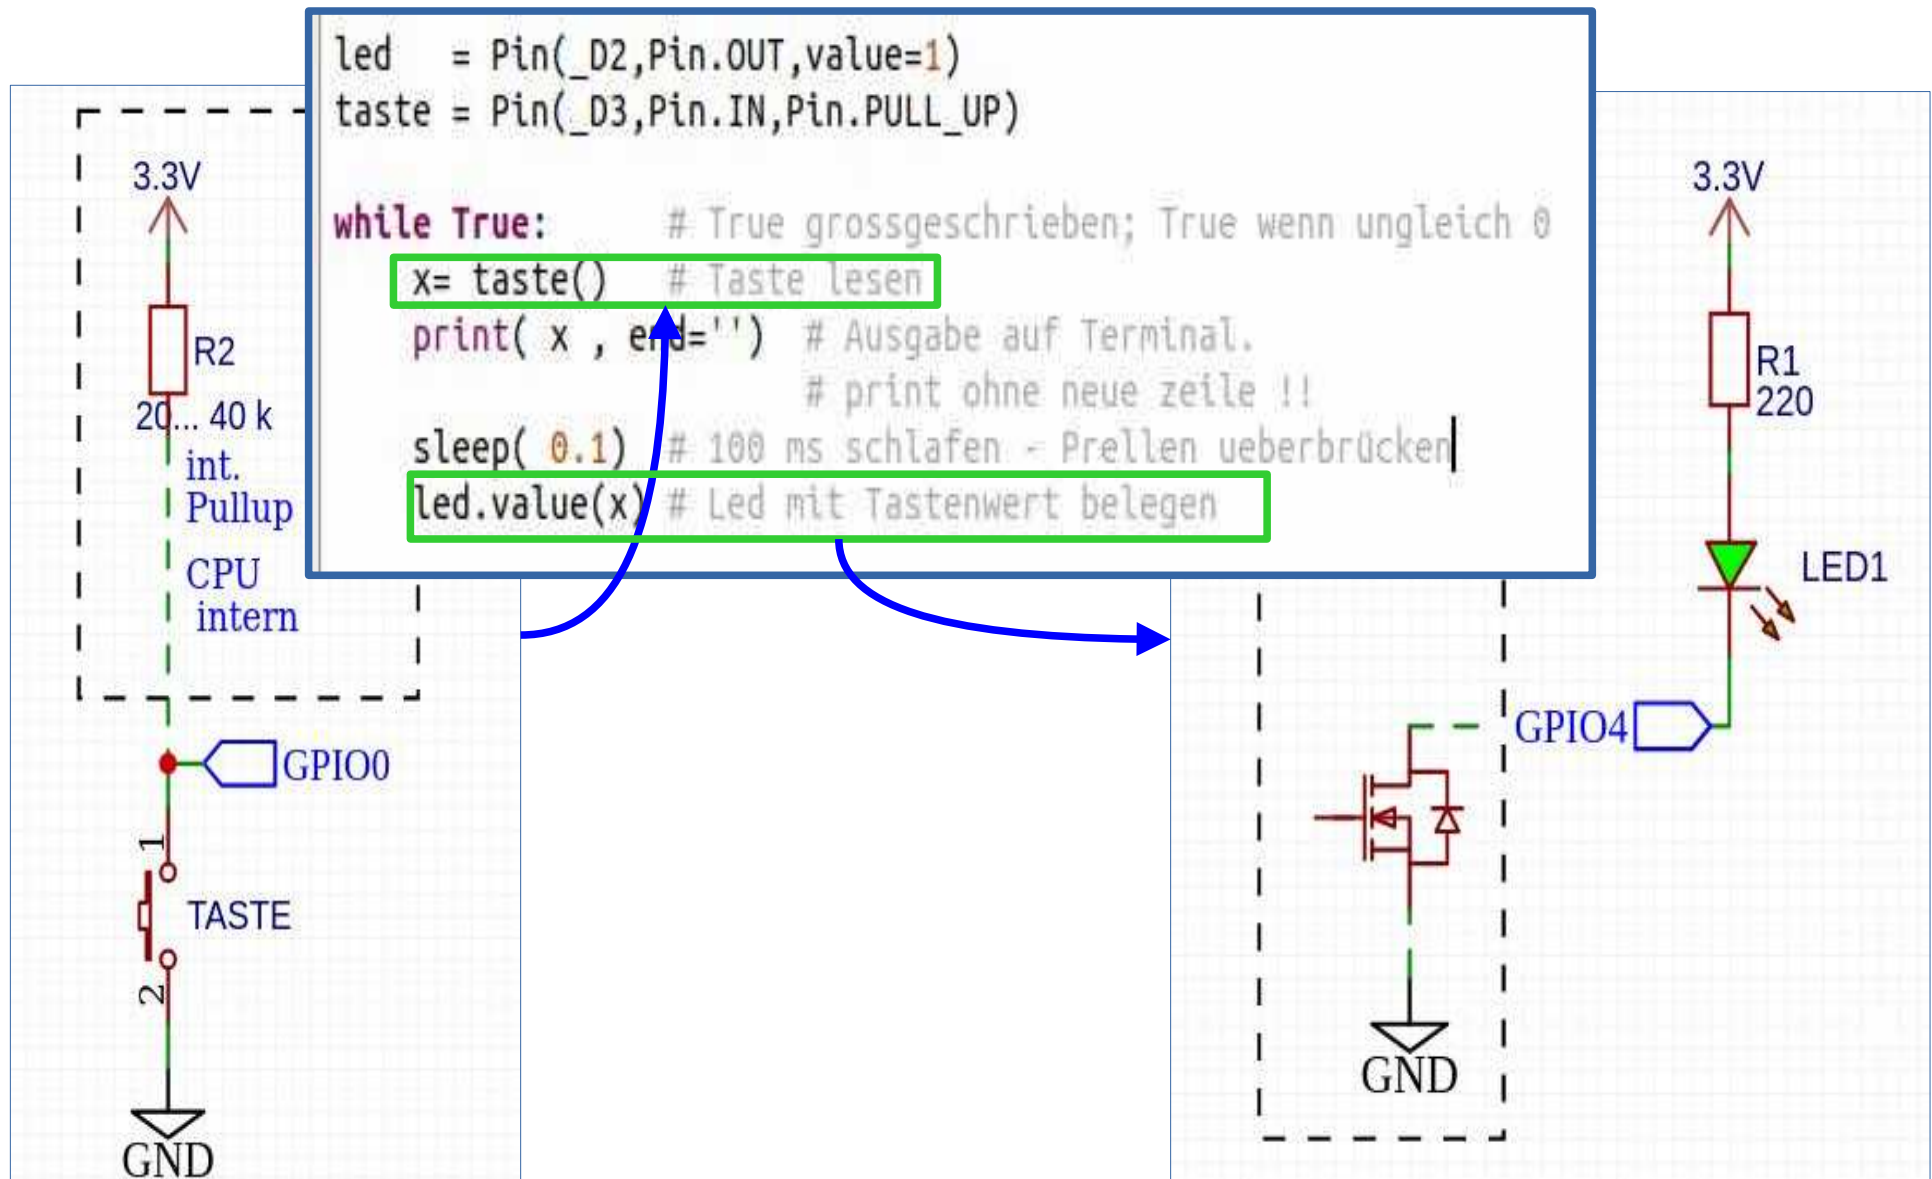 led   = Pin(_D2,Pin.OUT,value=1)
taste = Pin(_D3,Pin.IN,Pin.PULL_UP)
while True:      # True grossgeschrieben; True wenn ungleich 0
x= taste()   # Taste lesen
print( x , end='')  # Ausgabe auf Terminal.
# print ohne neue zeile !!
sleep( 0.1)  # 100 ms schlafen - Prellen ueberbrücken
led.value(x) # Led mit Tastenwert belegen
3.3V
R2
20... 40 k
int.
Pullup
CPU
intern
GPIO0
1
TASTE
2
GND
3.3V
R1
220
LED1
GPIO4
GND